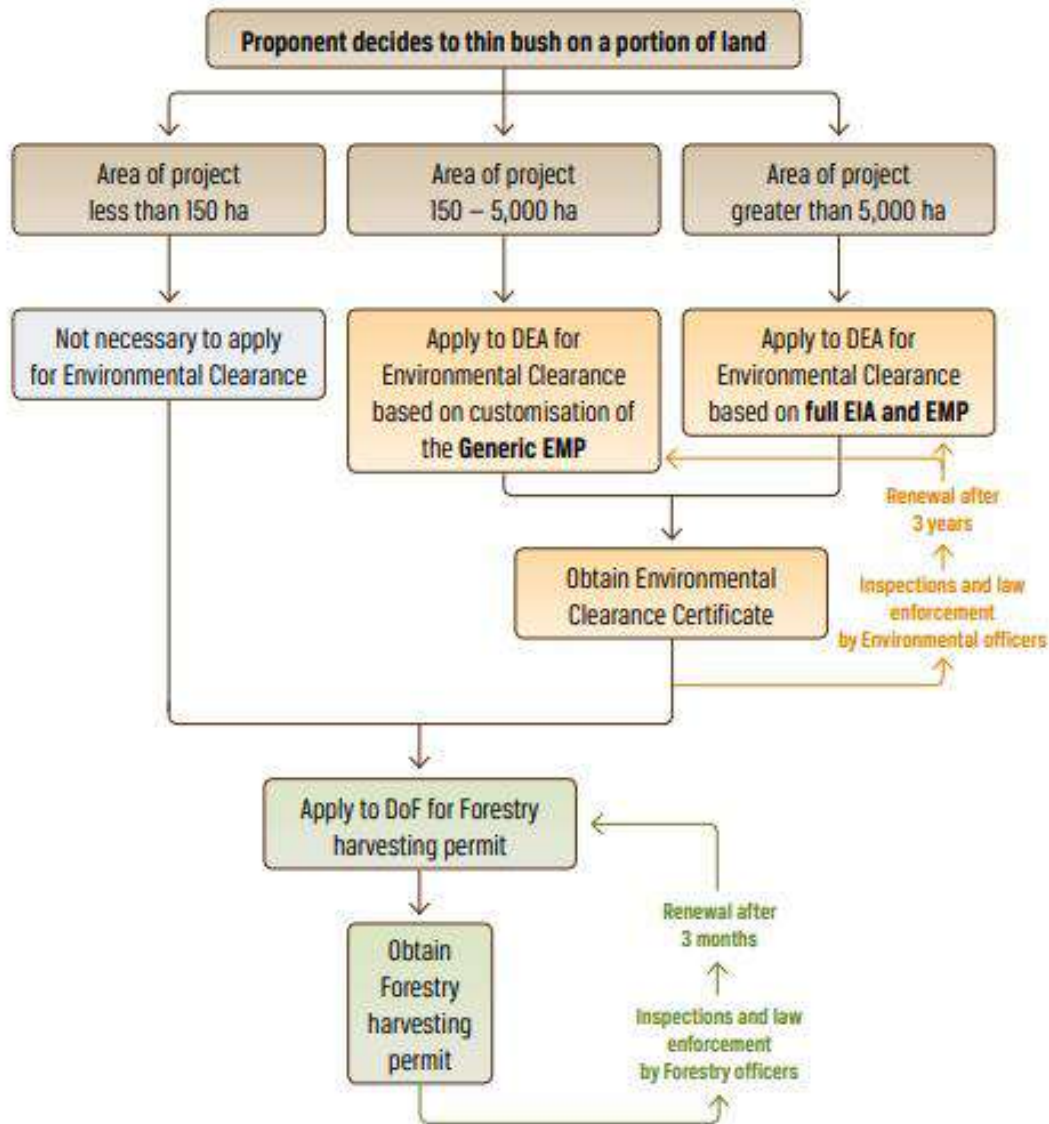 Proponent decides to thin bush on a portion of land
Area of project
less than 150 ha
Area of project
150 – 5,000 ha
Area of project
greater than 5,000 ha
Not necessary to apply
for Environmental Clearance
Apply to DEA for
Environmental Clearance
based on customisation of
the Generic EMP
Apply to DEA for
Environmental Clearance
based on full EIA and EMP
Renewal after
3 years
Obtain Environmental
Clearance Certificate
Inspections and law
enforcement
by Environmental officers
Apply to DoF for Forestry
harvesting permit
Renewal after
3 months
Obtain
Forestry
harvesting
permit
Inspections and law
enforcement
by Forestry officers